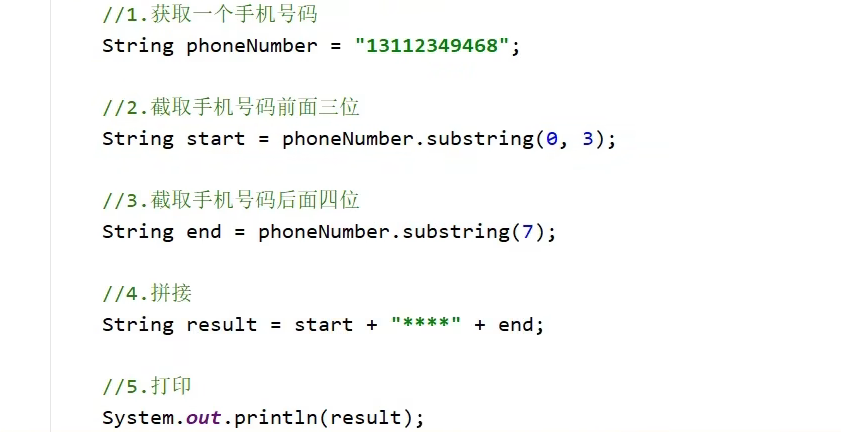 //1.获取一个手机号码
String phoneNumber = "13112349468";
//2.截取手机号码前面三位
String start = phoneNumber.substring(0, 3);
//3.截取手机号码后面四位
String end = phoneNumber.substring(7);
//4.拼接
String result = start + "****" + end;
//5.打印
System.out.println(result);